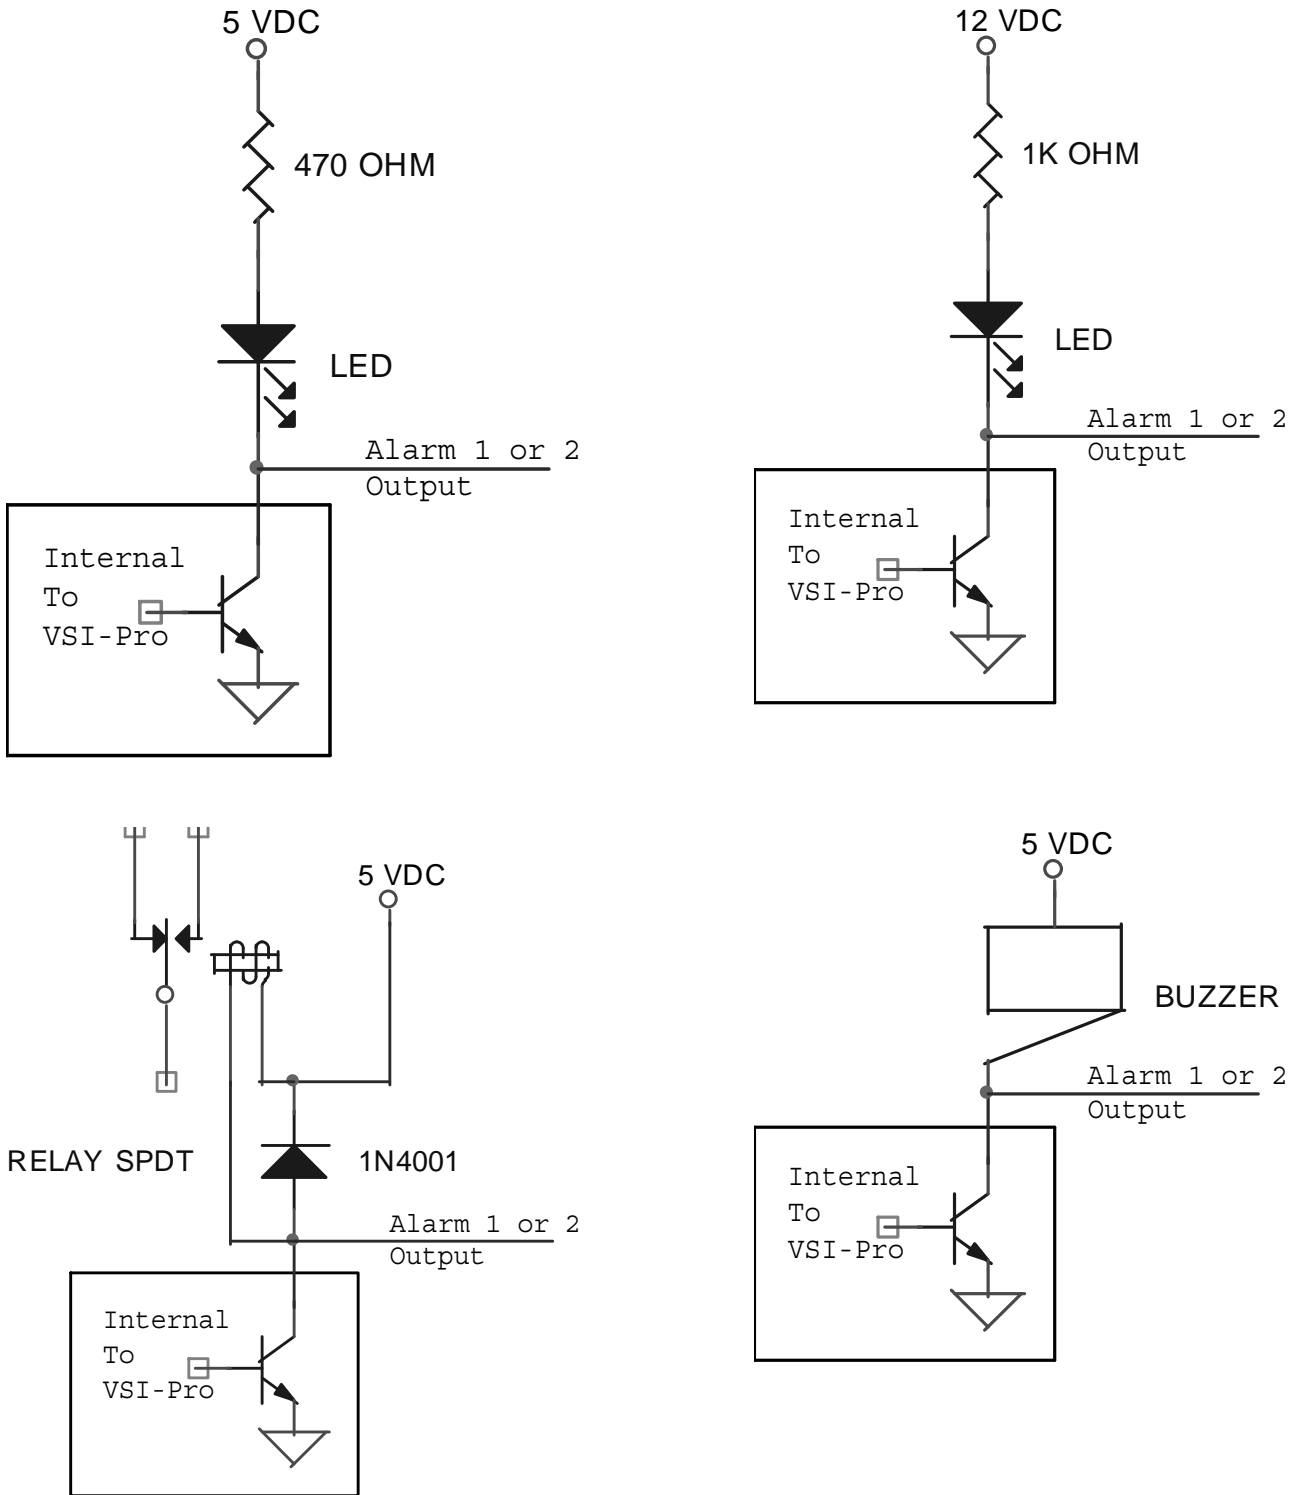 5 VDC
470 OHM
LED
Alarm 1 or 2
Output
Internal
To
VSI-Pro
12 VDC
1K OHM
LED
Alarm 1 or 2
Output
Internal
To
VSI-Pro
5 VDC
RELAY SPDT
1N4001
Alarm 1 or 2
Output
Internal
To
VSI-Pro
5 VDC
BUZZER
Alarm 1 or 2
Output
Internal
To
VSI-Pro